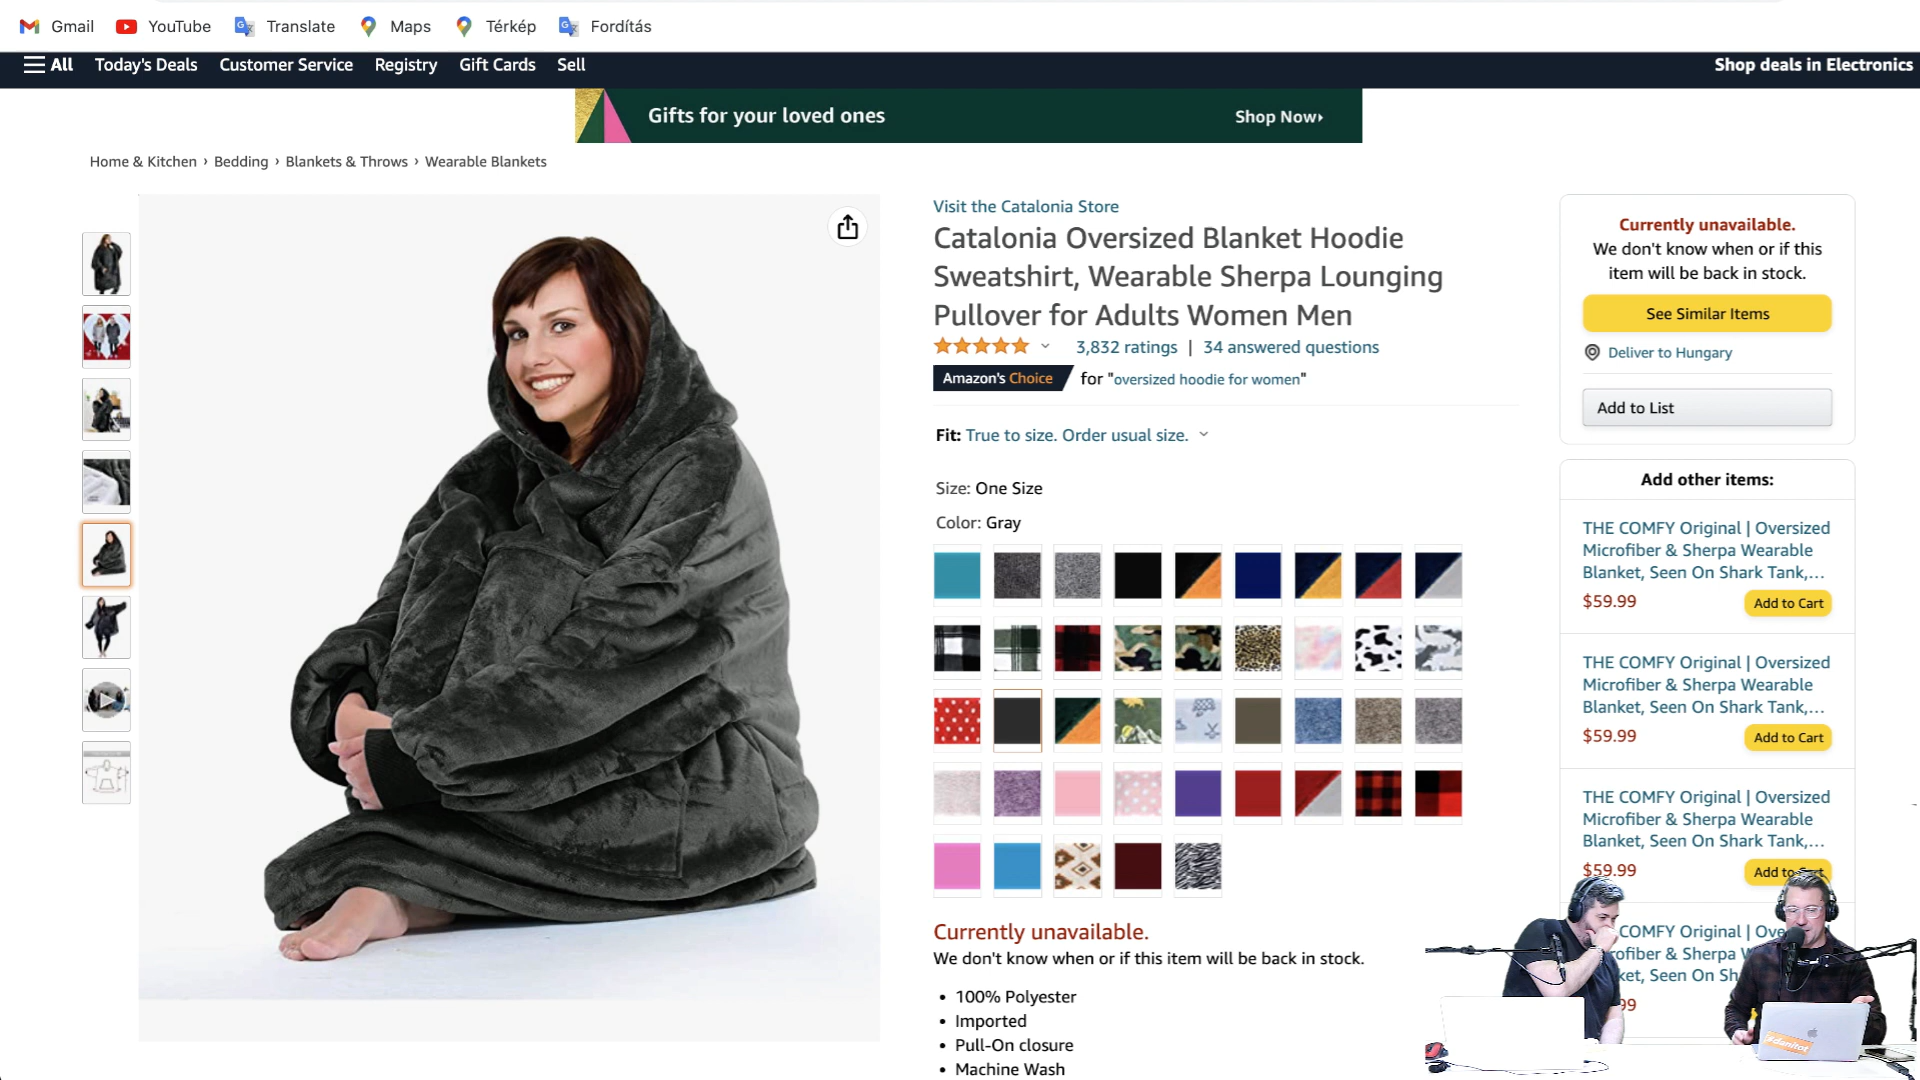 Gmail YouTube Translate Maps Térkép Fordítás
All Today's Deals Customer Service Registry Gift Cards Sell Shop deals in Electronics
Gifts for your loved ones Shop Now
Home & Kitchen › Bedding › Blankets & Throws › Wearable Blankets
Visit the Catalonia Store
Catalonia Oversized Blanket Hoodie
Sweatshirt, Wearable Sherpa Lounging
Pullover for Adults Women Men
3,832 ratings | 34 answered questions
Amazon's Choice for "oversized hoodie for women"
Fit: True to size. Order usual size.
Size: One Size
Color: Gray
Currently unavailable.
We don't know when or if this item will be back in stock.
• 100% Polyester
• Imported
• Pull-On closure
• Machine Wash
Currently unavailable.
We don't know when or if this
item will be back in stock.
See Similar Items
Deliver to Hungary
Add to List
Add other items:
THE COMFY Original | Oversized
Microfiber & Sherpa Wearable
Blanket, Seen On Shark Tank,...
$59.99 Add to Cart
THE COMFY Original | Oversized
Microfiber & Sherpa Wearable
Blanket, Seen On Shark Tank,...
$59.99 Add to Cart
THE COMFY Original | Oversized
Microfiber & Sherpa Wearable
Blanket, Seen On Shark Tank,...
$59.99 Add to
COMFY Original |
Sherpa
Seen On